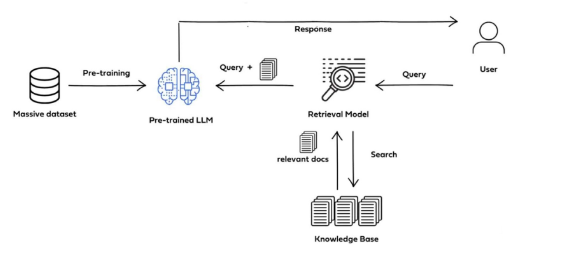 Response
Pre-training
Query +
Query
User
Massive dataset
Pre-trained LLM
Retrieval Model
relevant docs
Search
Knowledge Base